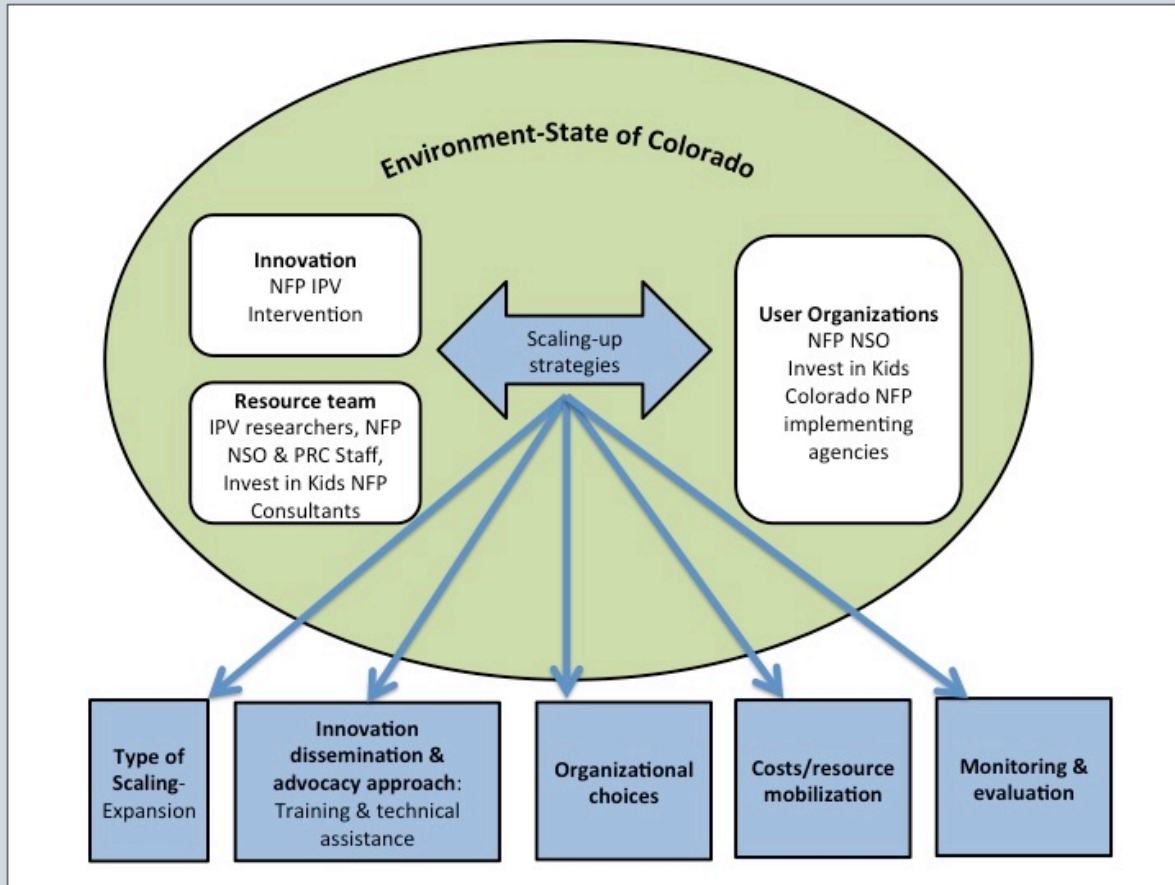 Environment-State of Colorado
Innovation
NFP IPV
Intervention
Resource team
IPV researchers, NFP
NSO & PRC Staff,
Invest in Kids NFP
Consultants
Scaling-up
strategies
User Organizations
NFP NSO
Invest in Kids
Colorado NFP
implementing
agencies
Type of
Scaling-
Expansion
Innovation
dissemination &
advocacy approach:
Training & technical
assistance
Organizational
choices
Costs/resource
mobilization
Monitoring &
evaluation